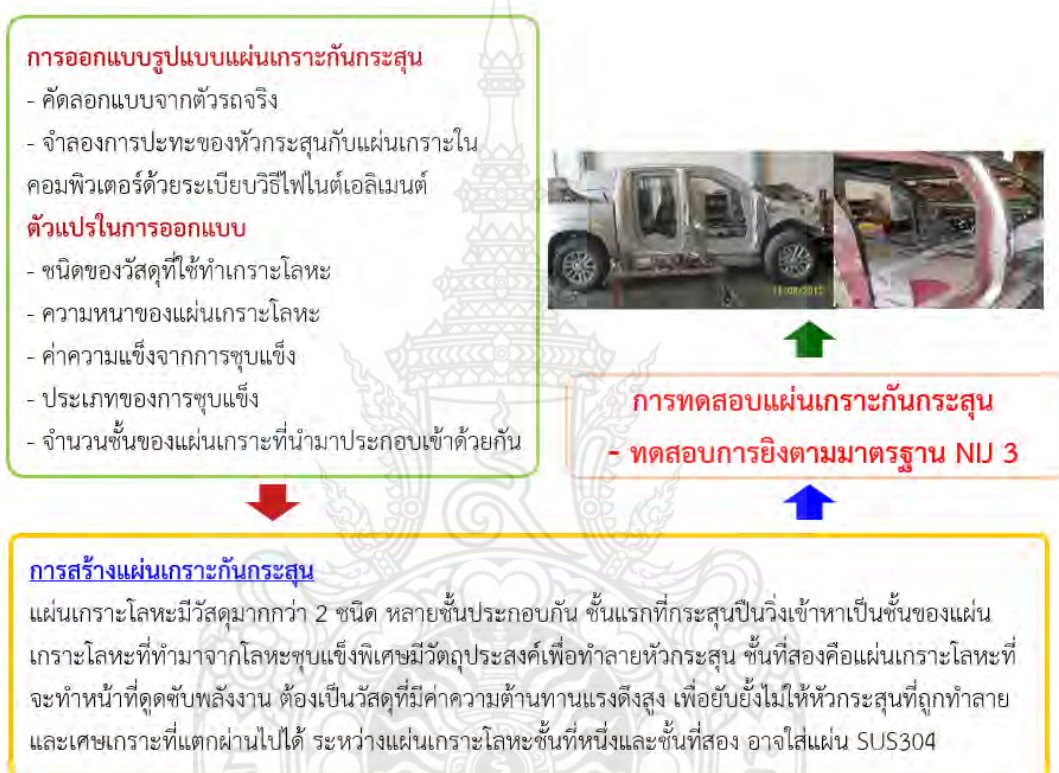 การออกแบบรูปแบบแผ่นเกราะกันกระสุน
- คัดลอกแบบจากตัวรถจริง
- จำลองการปะทะของหัวกระสุนกับแผ่นเกราะใน
คอมพิวเตอร์ด้วยระเบียบวิธีไฟไนต์เอลิเมนต์
ตัวแปรในการออกแบบ
- ชนิดของวัสดุที่ใช้ทำเกราะโลหะ
- ความหนาของแผ่นเกราะโลหะ
- ค่าความแข็งจากการชุบแข็ง
- ประเภทของการชุบแข็ง
- จำนวนชั้นของแผ่นเกราะที่นำมาประกอบเข้าด้วยกัน
การทดสอบแผ่นเกราะกันกระสุน
- ทดสอบการยิงตามมาตรฐาน NIJ 3
การสร้างแผ่นเกราะกันกระสุน
แผ่นเกราะโลหะมีวัสดุมากกว่า 2 ชนิด หลายชั้นประกอบกัน ชั้นแรกที่กระสุนปืนวิ่งเข้าหาเป็นชั้นของแผ่น
เกราะโลหะที่ทำมาจากโลหะชุบแข็งพิเศษมีวัตถุประสงค์เพื่อทำลายหัวกระสุน ชั้นที่สองคือแผ่นเกราะโลหะที่
จะทำหน้าที่ดูดซับพลังงาน ต้องเป็นวัสดุที่มีค่าความต้านทานแรงดึงสูง เพื่อยับยั้งไม่ให้หัวกระสุนที่ถูกทำลาย
และเศษเกราะที่แตกผ่านไปได้ ระหว่างแผ่นเกราะโลหะชั้นที่หนึ่งและชั้นที่สอง อาจใส่แผ่น SUS304